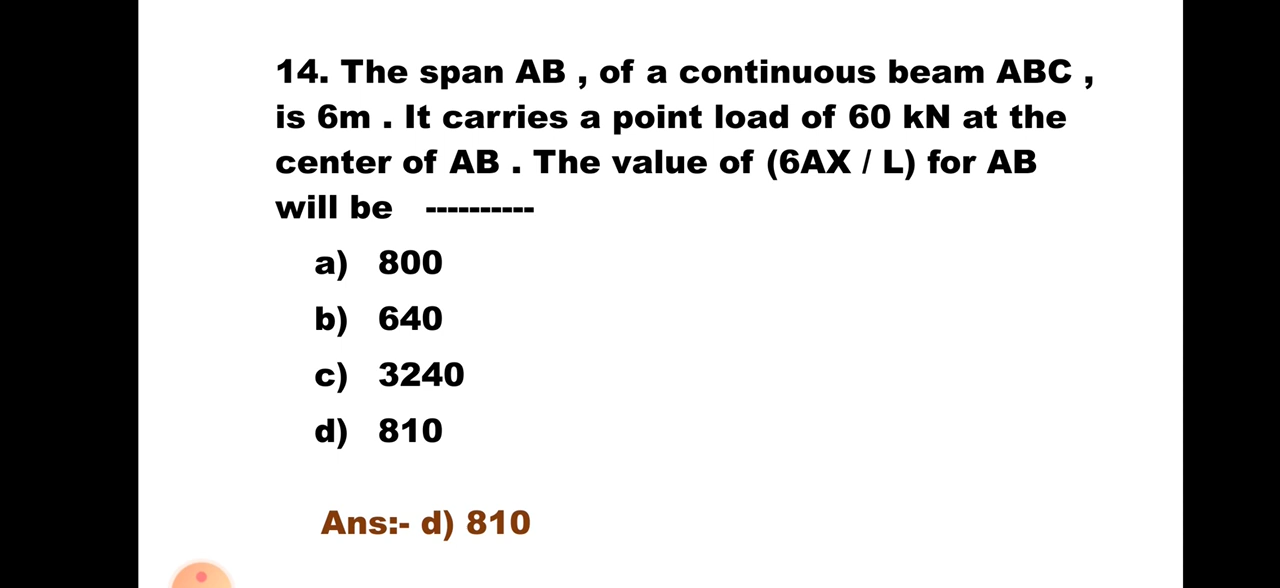 14. The span AB , of a continuous beam ABC ,
is 6m . It carries a point load of 60 kN at the
center of AB . The value of (6AX / L) for AB
will be ----------
a) 800
b) 640
c) 3240
d) 810
Ans:- d) 810